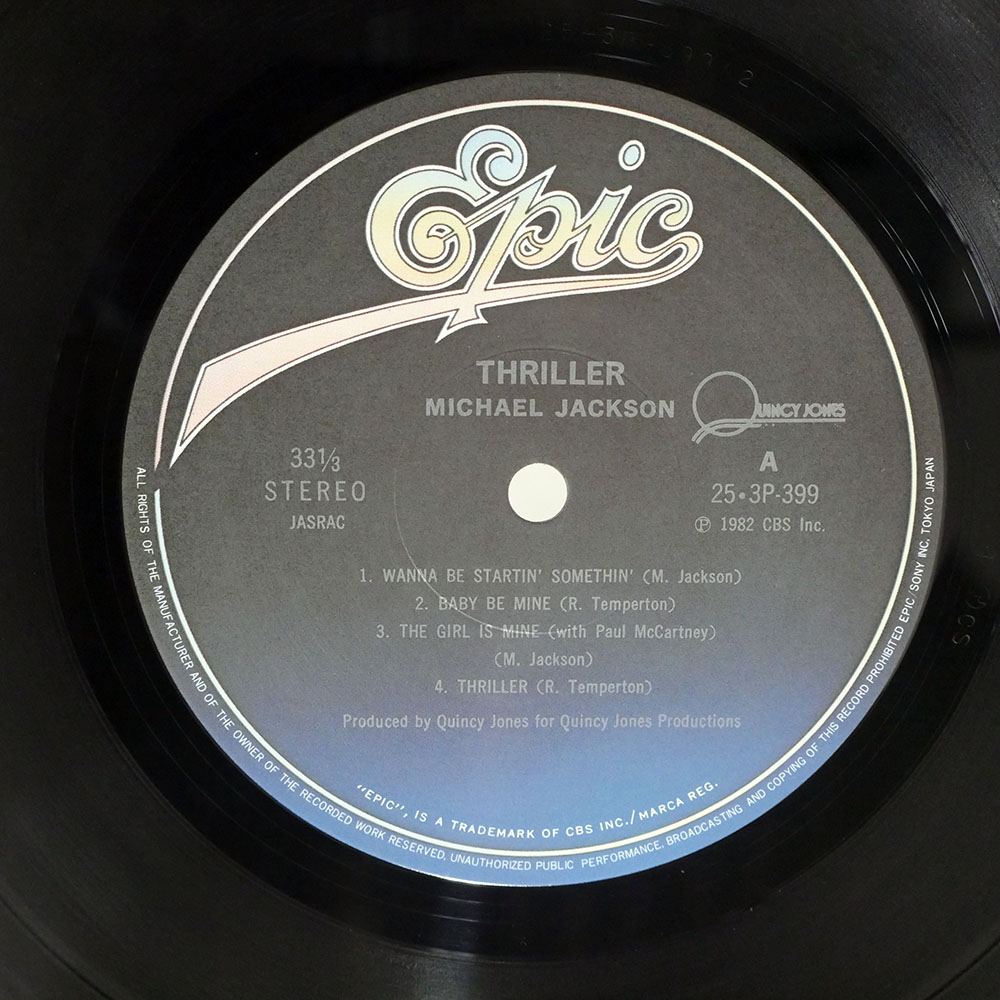 Epic
THRILLER
MICHAEL JACKSON
QUINCY JONES
33⅓
STEREO
JASRAC
A
25•3P-399
℗ 1982 CBS Inc.
1. WANNA BE STARTIN' SOMETHIN' (M. Jackson)
2. BABY BE MINE (R. Temperton)
3. THE GIRL IS MINE (with Paul McCartney)
(M. Jackson)
4. THRILLER (R. Temperton)
Produced by Quincy Jones for Quincy Jones Productions
"EPIC", IS A TRADEMARK OF CBS INC./MARCA REG.
ALL RIGHTS OF THE MANUFACTURER AND OF THE OWNER OF THE RECORDED WORK RESERVED. UNAUTHORIZED PUBLIC PERFORMANCE, BROADCASTING AND COPYING OF THIS RECORD PROHIBITED EPIC/SONY INC, TOKYO JAPAN